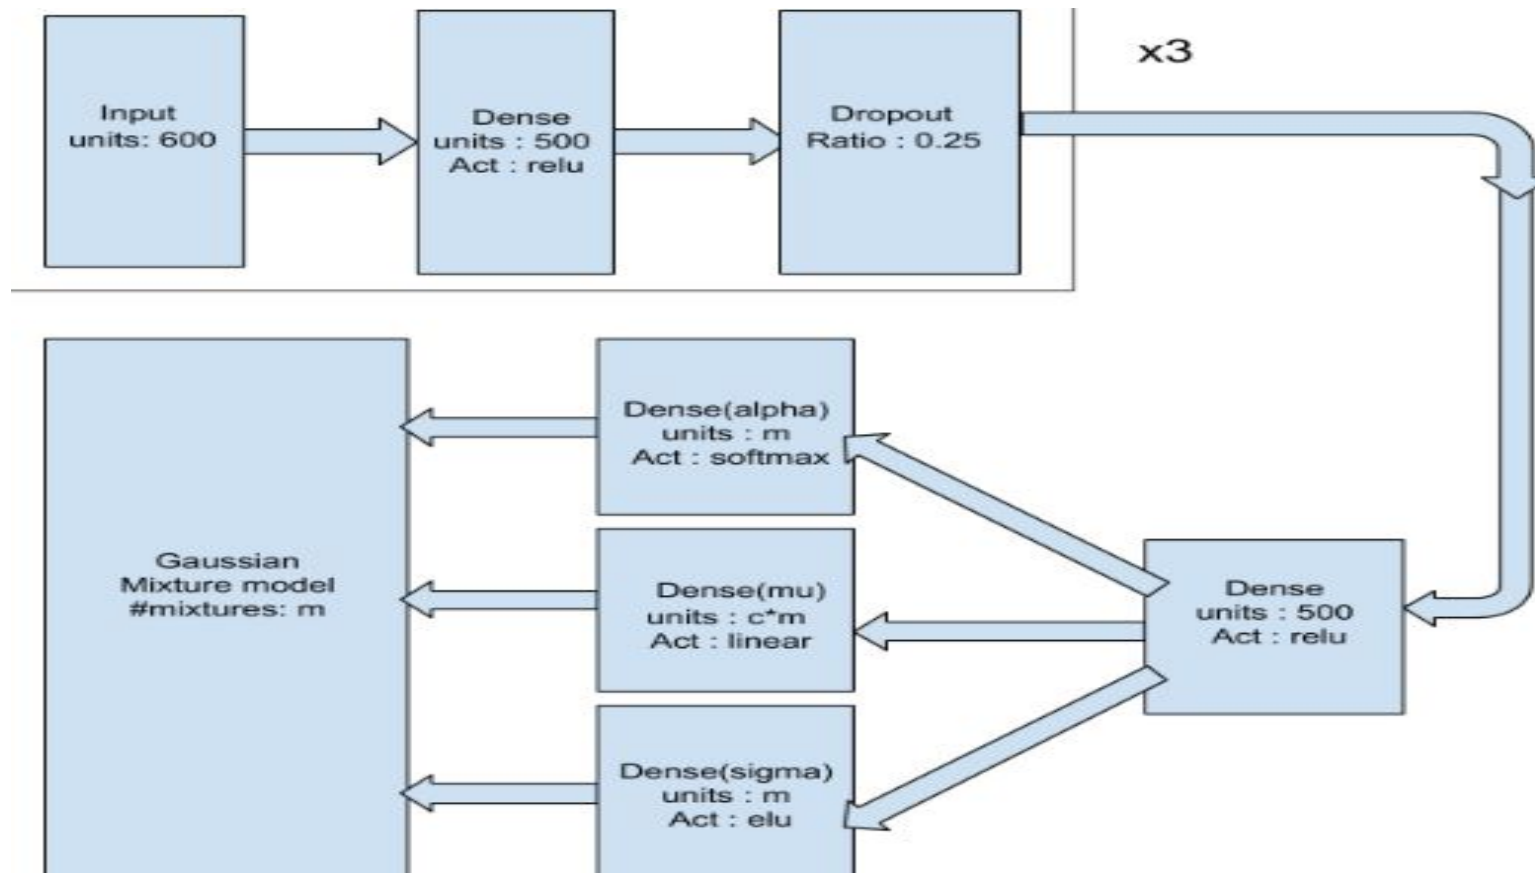 Input
units: 600
Dense
units : 500
Act : relu
Dropout
Ratio : 0.25
x3
Dense
units : 500
Act : relu
Dense(alpha)
units : m
Act : softmax
Dense(mu)
units : c*m
Act : linear
Dense(sigma)
units : m
Act : elu
Gaussian
Mixture model
#mixtures: m